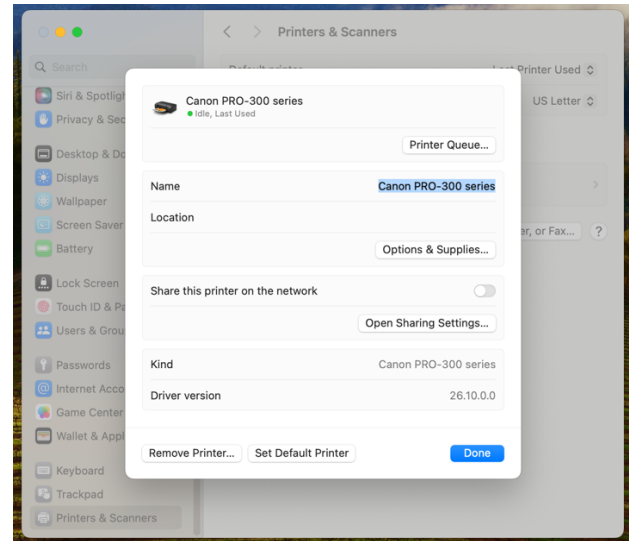 Printers & Scanners
Search
Default printer Last Printer Used
US Letter
Siri & Spotlig
Privacy & Sec
Desktop & Do
Displays
Wallpaper
Screen Saver
Battery
Lock Screen
Touch ID & Pa
Users & Grou
Passwords
Internet Acco
Game Center
Wallet & Appl
Keyboard
Trackpad
Printers & Scanners
er, or Fax... ?
Canon PRO-300 series
Idle, Last Used
Printer Queue...
Name Canon PRO-300 series
Location
Options & Supplies...
Share this printer on the network
Open Sharing Settings...
Kind Canon PRO-300 series
Driver version 26.10.0.0
Remove Printer... Set Default Printer Done